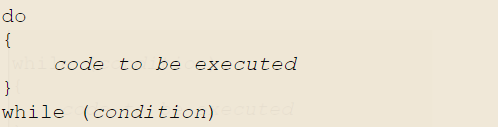 do
{
code to be executed
}
while (condition)